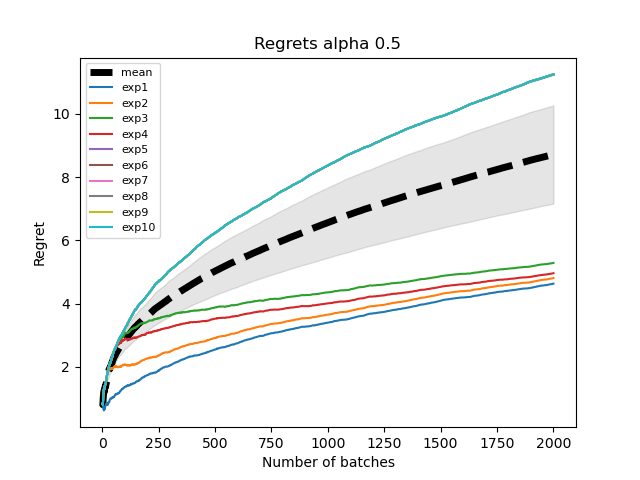 Regrets alpha 0.5
mean
exp1
exp2
exp3
exp4
exp5
exp6
exp7
exp8
exp9
exp10
Regret
10
8
6
4
2
0 250 500 750 1000 1250 1500 1750 2000
Number of batches